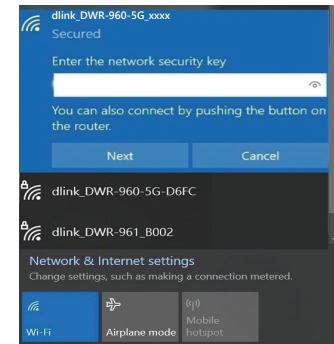 dlink_DWR-960-5G_xxxx
Secured
Enter the network security key
You can also connect by pushing the button on
the router.
Next
Cancel
dlink_DWR-960-5G-D6FC
dlink_DWR-961_B002
Network & Internet settings
Change settings, such as making a connection metered.
Wi-Fi
Airplane mode
Mobile
hotspot